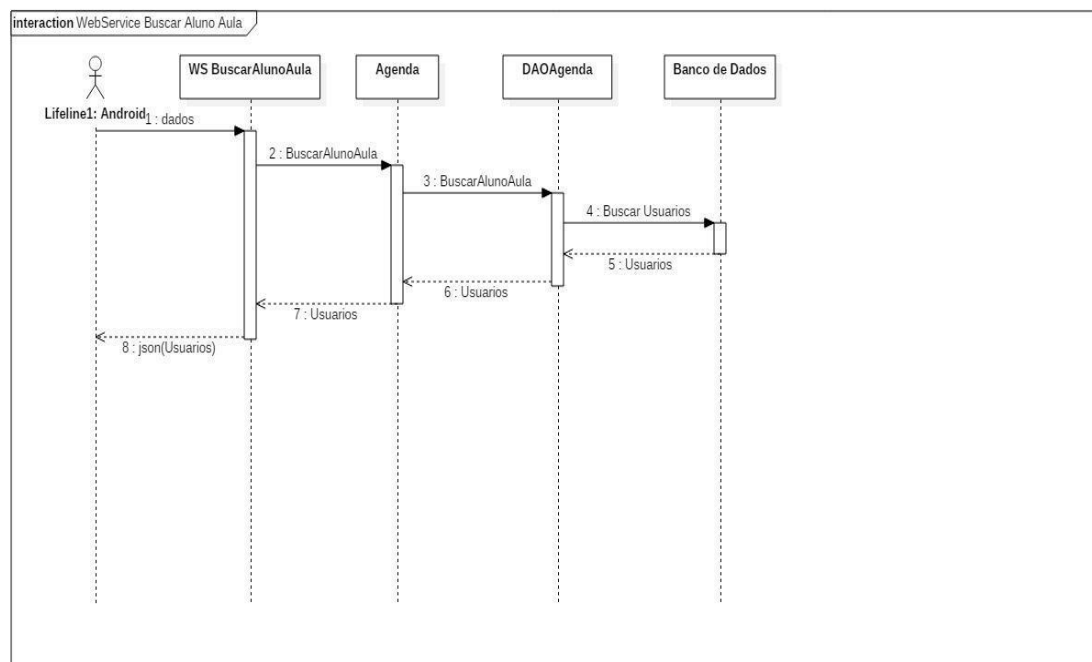 interaction WebService Buscar Aluno Aula
WS BuscarAlunoAula
Agenda
DAOAgenda
Banco de Dados
Lifeline1: Android
1 : dados
2 : BuscarAlunoAula
3 : BuscarAlunoAula
4 : Buscar Usuarios
5 : Usuarios
6 : Usuarios
7 : Usuarios
8 : json(Usuarios)